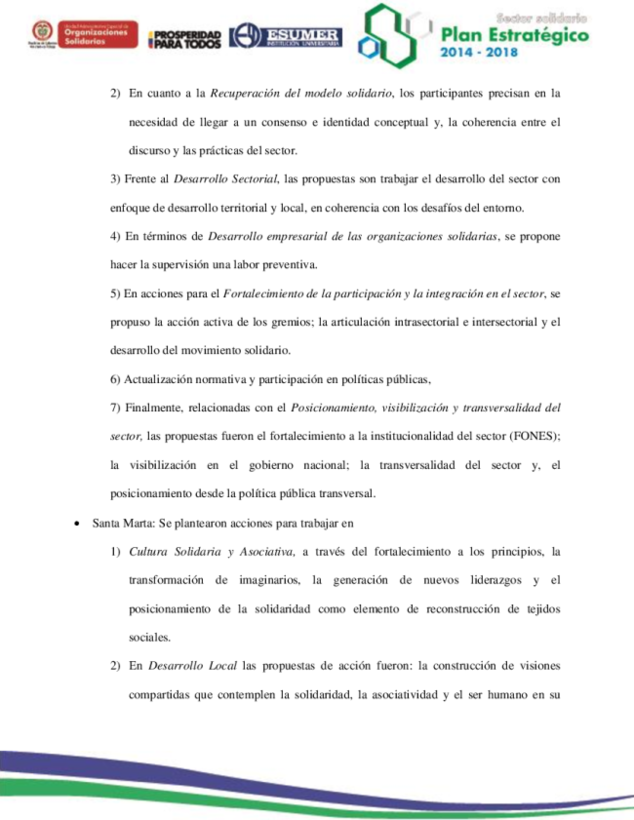 Unidad Administrativa Especial de
Organizaciones
Solidarias
PROSPERIDAD
PARA TODOS
ESUMER
INSTITUCIÓN UNIVERSITARIA
Sector solidario
Plan Estratégico
2014 - 2018
2) En cuanto a la Recuperación del modelo solidario, los participantes precisan en la
necesidad de llegar a un consenso e identidad conceptual y, la coherencia entre el
discurso y las prácticas del sector.
3) Frente al Desarrollo Sectorial, las propuestas son trabajar el desarrollo del sector con
enfoque de desarrollo territorial y local, en coherencia con los desafíos del entorno.
4) En términos de Desarrollo empresarial de las organizaciones solidarias, se propone
hacer la supervisión una labor preventiva.
5) En acciones para el Fortalecimiento de la participación y la integración en el sector, se
propuso la acción activa de los gremios; la articulación intrasectorial e intersectorial y el
desarrollo del movimiento solidario.
6) Actualización normativa y participación en políticas públicas,
7) Finalmente, relacionadas con el Posicionamiento, visibilización y transversalidad del
sector, las propuestas fueron el fortalecimiento a la institucionalidad del sector (FONES);
la visibilización en el gobierno nacional; la transversalidad del sector y, el
posicionamiento desde la política pública transversal.
• Santa Marta: Se plantearon acciones para trabajar en
1) Cultura Solidaria y Asociativa, a través del fortalecimiento a los principios, la
transformación de imaginarios, la generación de nuevos liderazgos y el
posicionamiento de la solidaridad como elemento de reconstrucción de tejidos
sociales.
2) En Desarrollo Local las propuestas de acción fueron: la construcción de visiones
compartidas que contemplen la solidaridad, la asociatividad y el ser humano en su